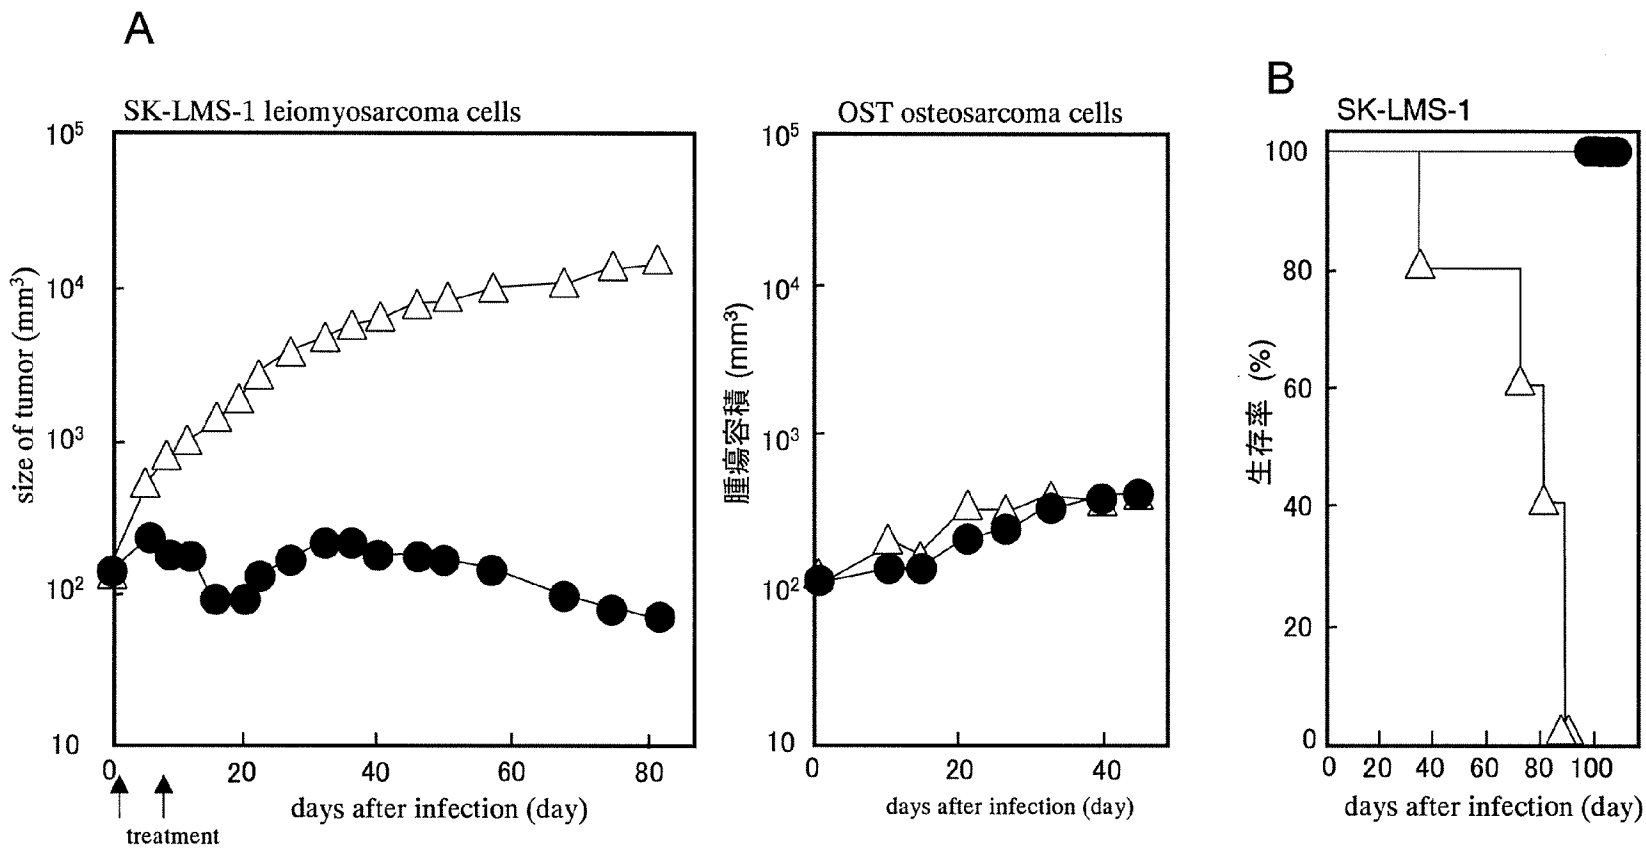 A
SK-LMS-1 leiomyosarcoma cells
size of tumor (mm³)
10⁵
10⁴
10³
10²
10
0 20 40 60 80
days after infection (day)
treatment
OST osteosarcoma cells
腫瘍容積 (mm³)
10⁵
10⁴
10³
10²
10
0 20 40
days after infection (day)
B
SK-LMS-1
生存率 (%)
100
80
60
40
20
0
0 20 40 60 80 100
days after infection (day)